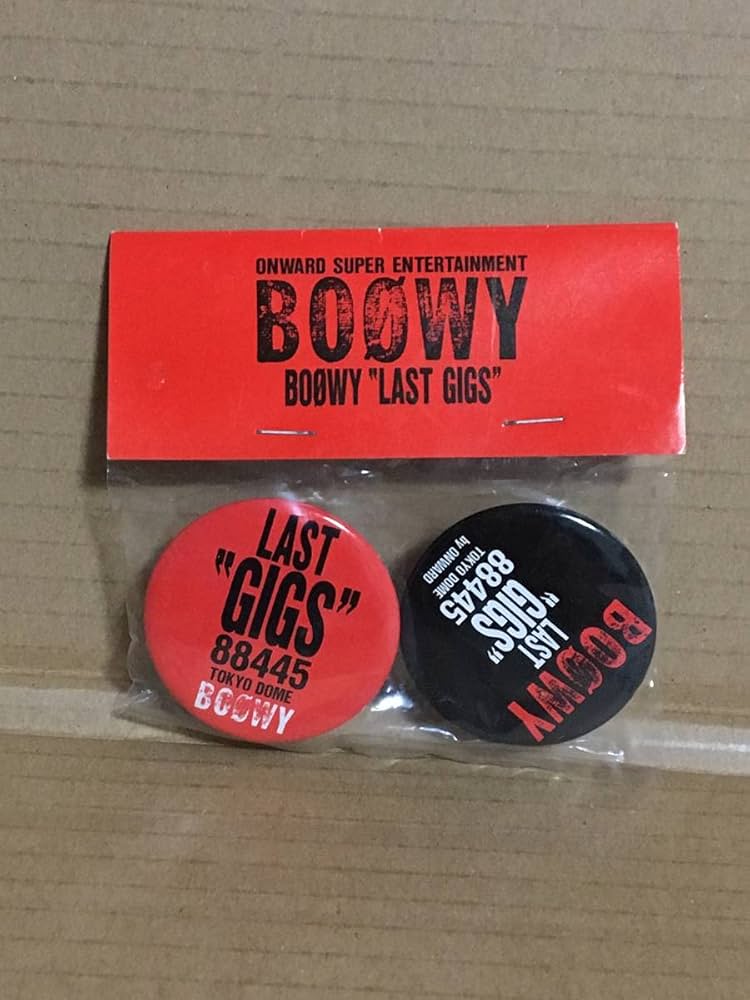 ONWARD SUPER ENTERTAINMENT
BOØWY
BOØWY "LAST GIGS"
LAST
"GIGS"
88445
TOKYO DOME
BOØWY
BOØWY
LAST
"GIGS"
88445
TOKYO DOME
by ONWARD